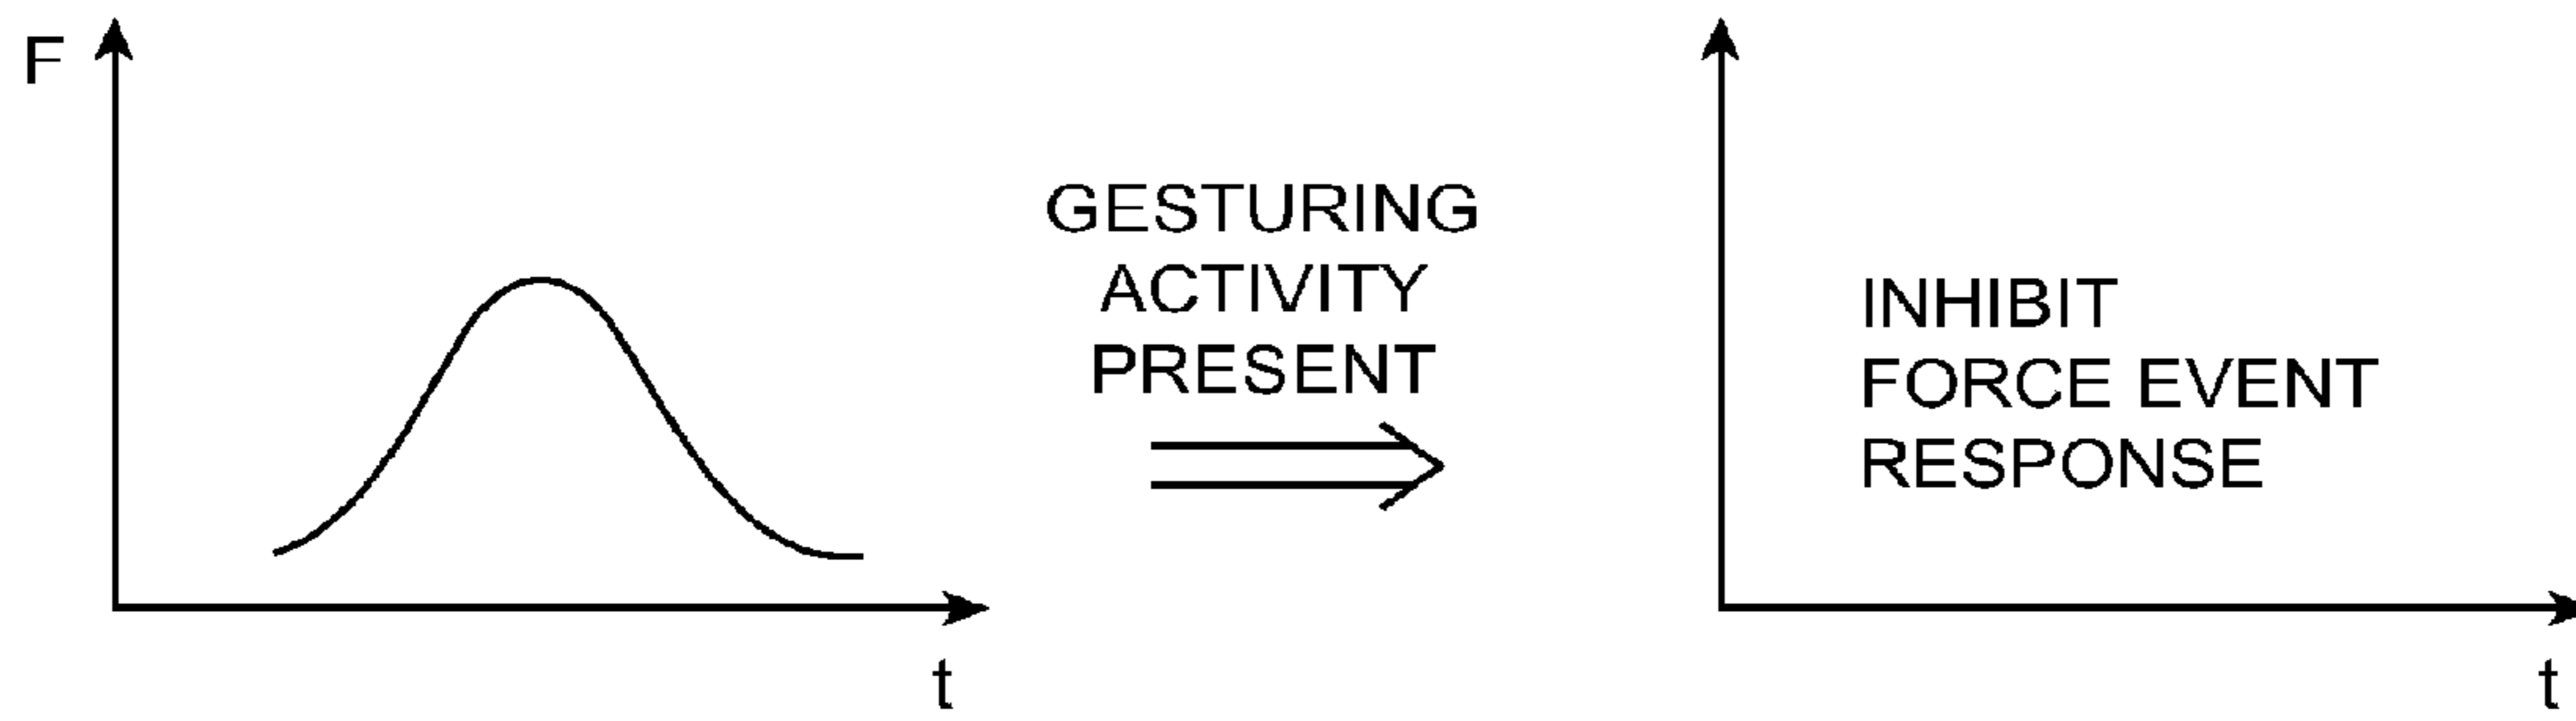 F
GESTURING
ACTIVITY
PRESENT
INHIBIT
FORCE EVENT
RESPONSE
t
t